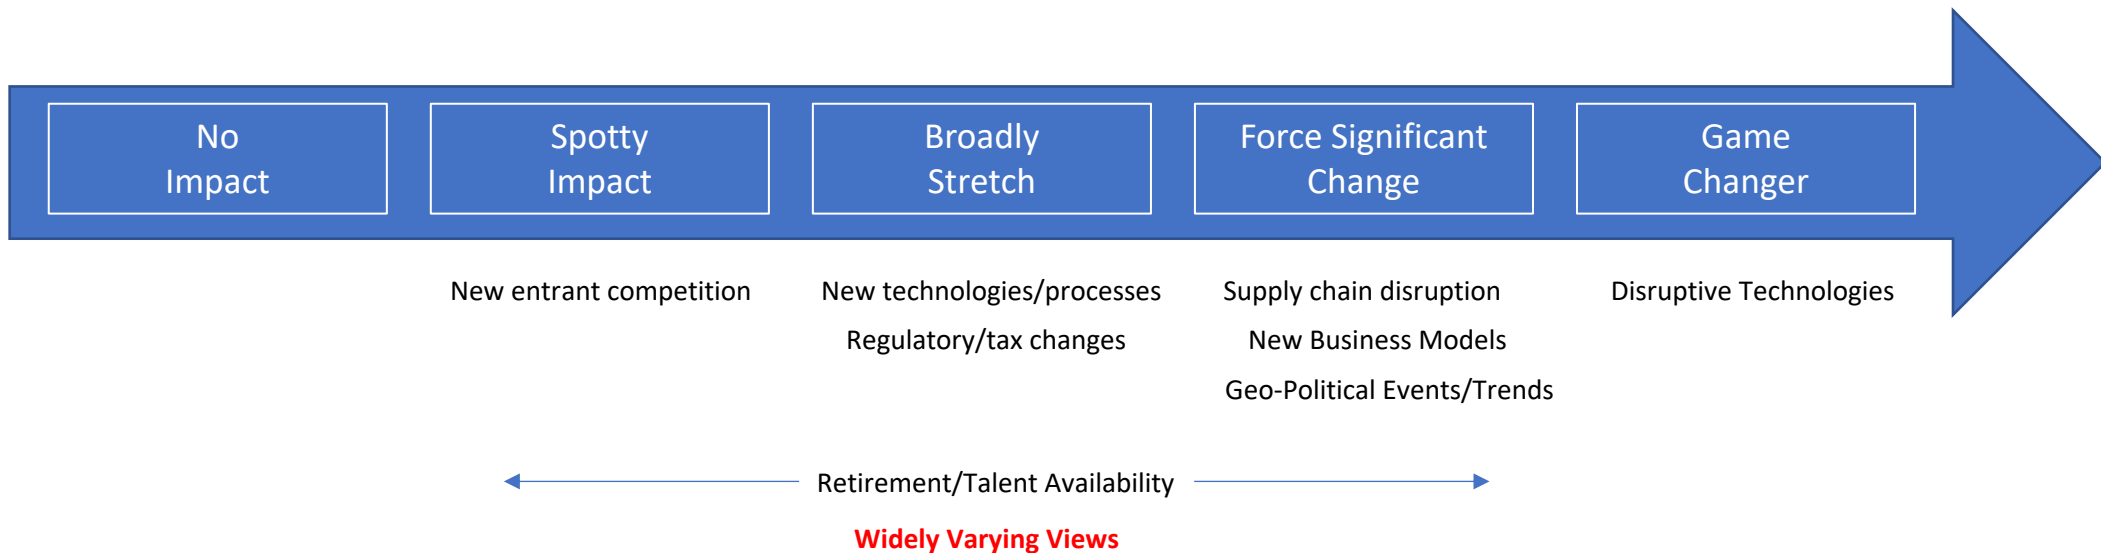 No
Impact
Spotty
Impact
Broadly
Stretch
Force Significant
Change
Game
Changer
New entrant competition
New technologies/processes
Regulatory/tax changes
Supply chain disruption
New Business Models
Geo-Political Events/Trends
Disruptive Technologies
Retirement/Talent Availability
Widely Varying Views